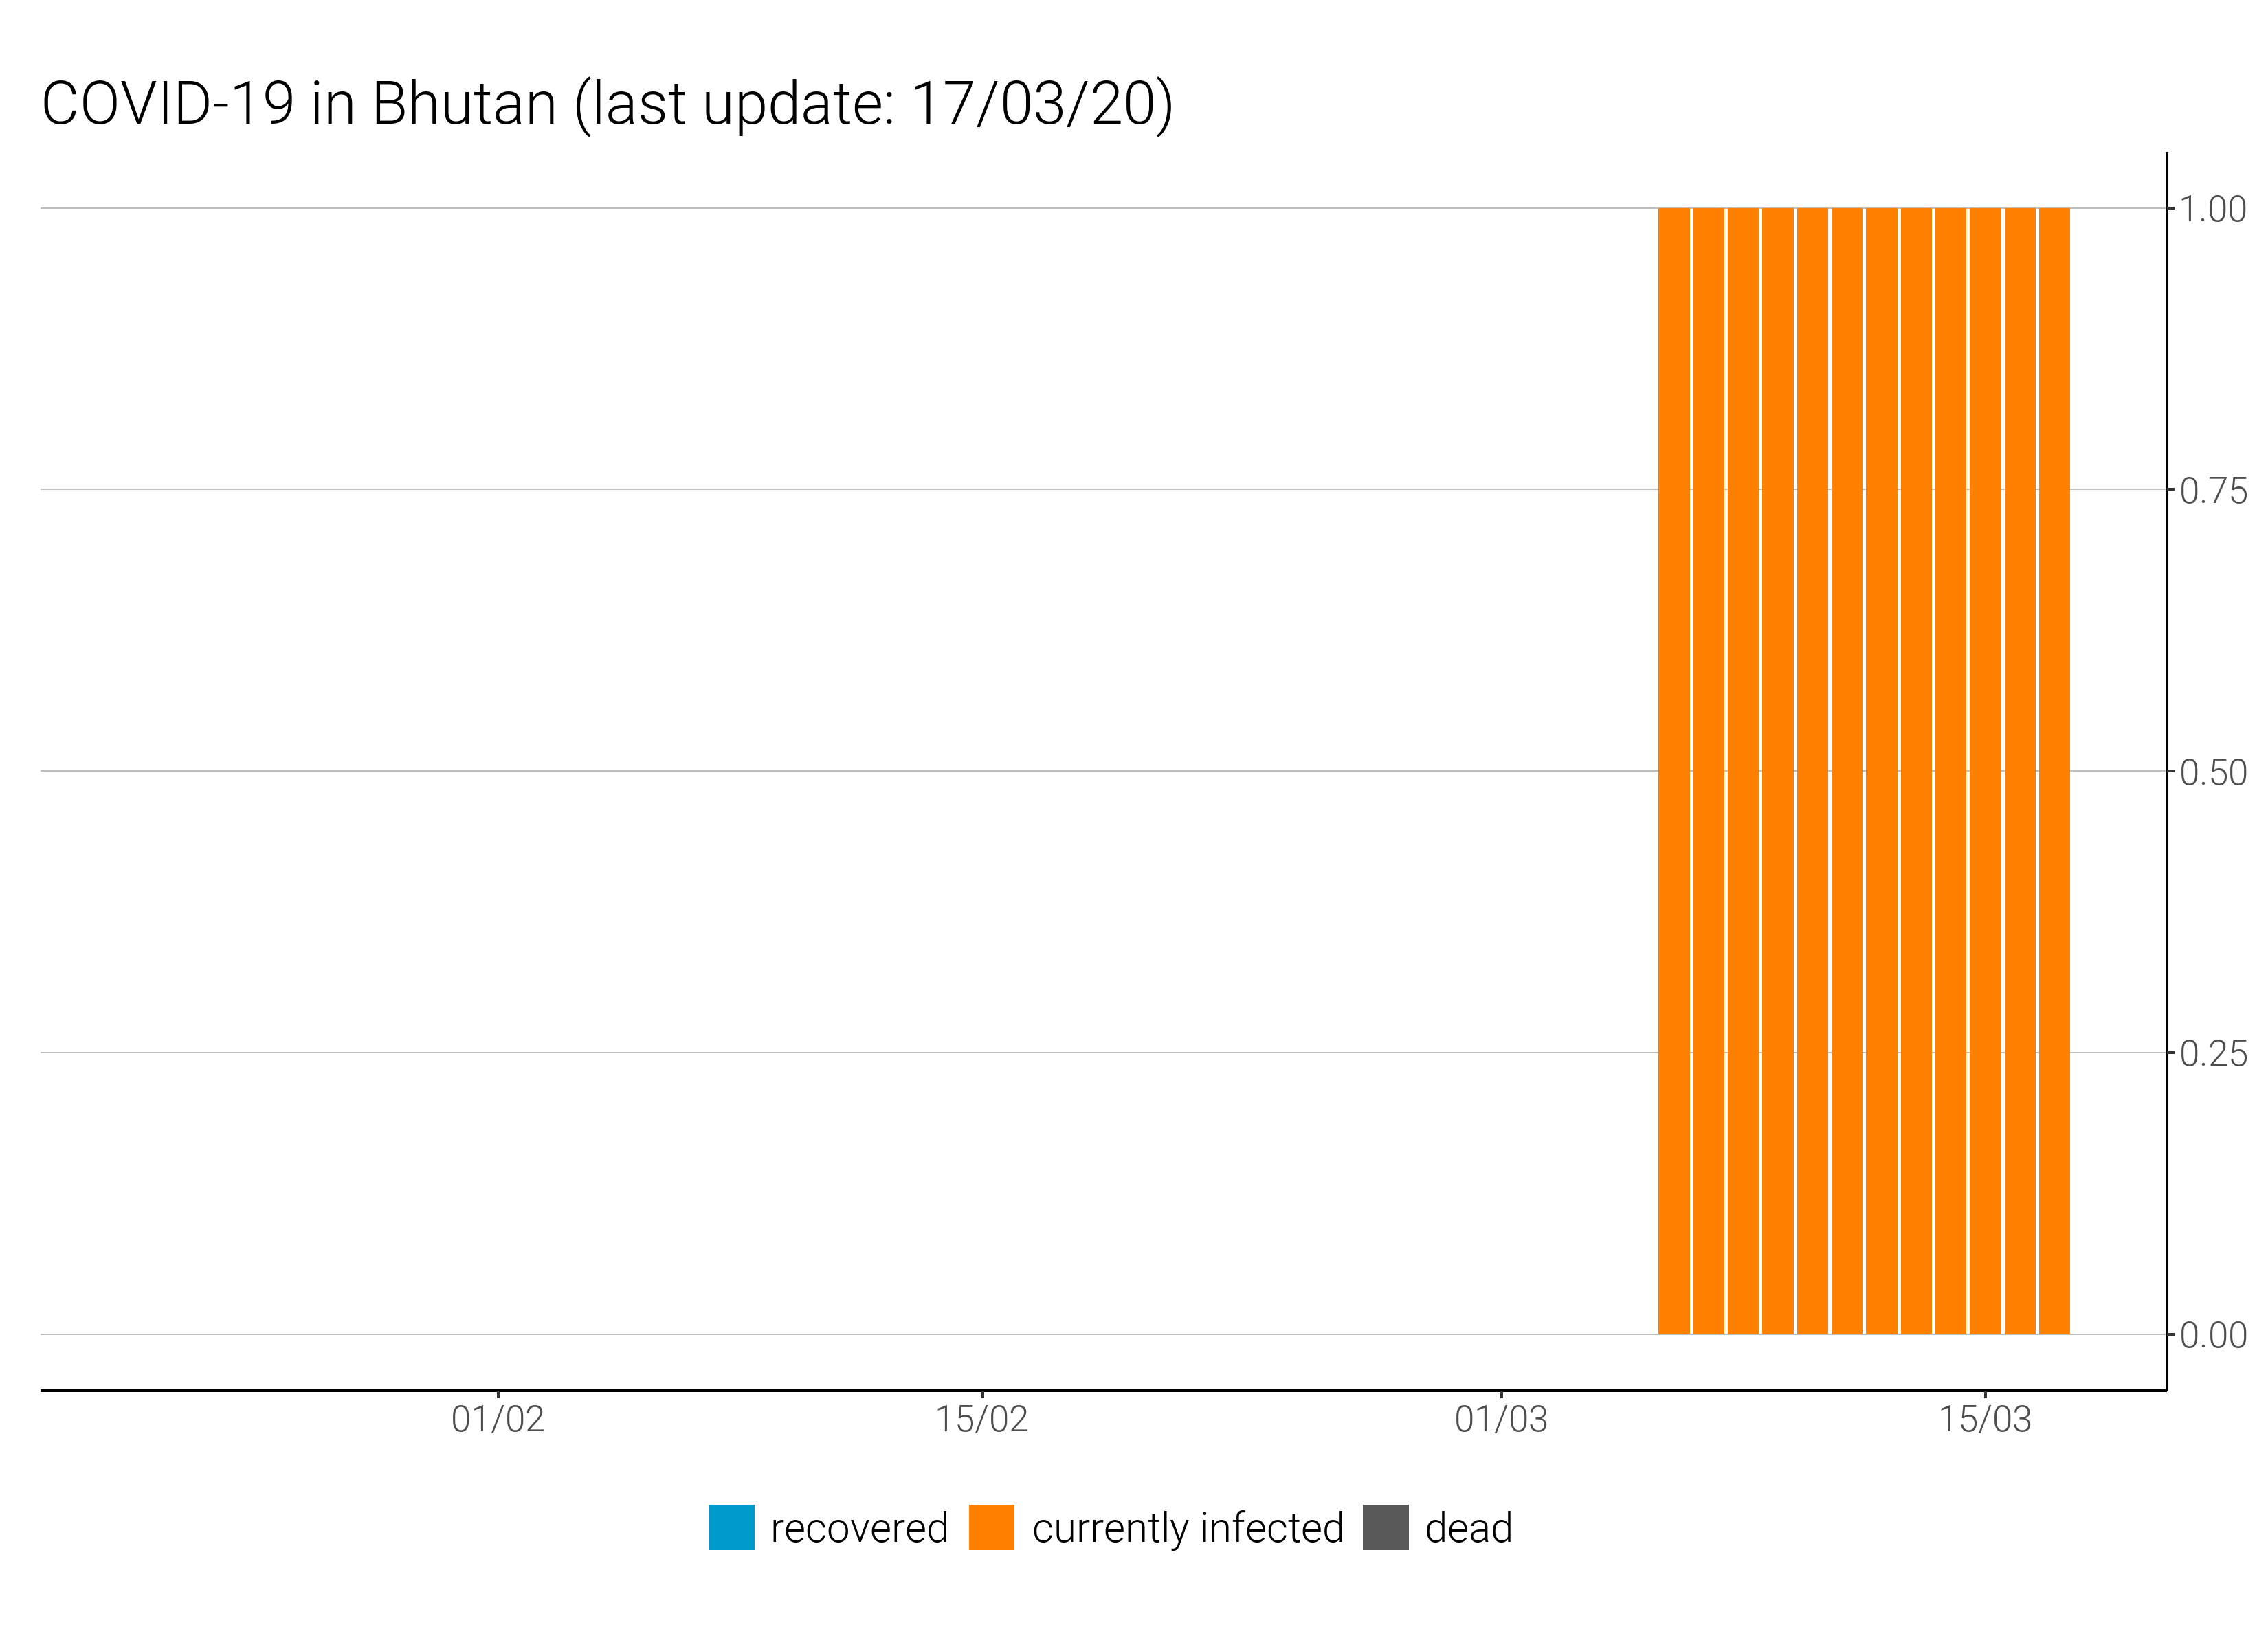 COVID-19 in Bhutan (last update: 17/03/20)
1.00
0.75
0.50
0.25
0.00
01/02 15/02 01/03 15/03
recovered currently infected dead